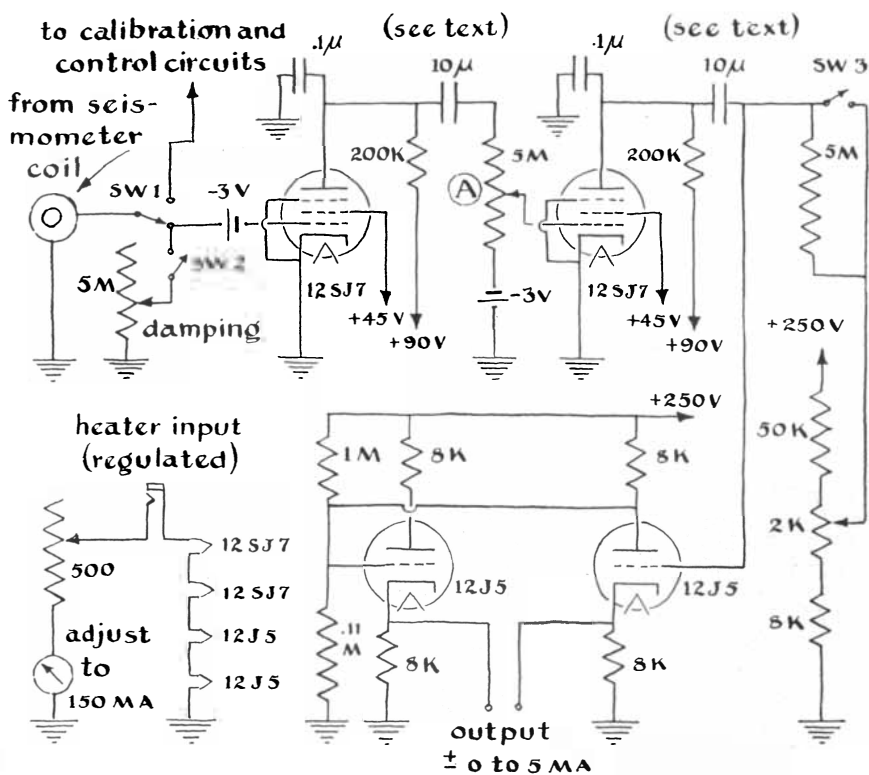 to calibration and
control circuits
(see text)
(see text)
.1μ
.1μ
10μ
10μ
SW 3
from seis-
mometer
coil
SW 1
-3V
200K
5M
A
200K
5M
SW 2
5M
damping
12SJ7
+45V
+90V
-3V
12SJ7
+45V
+90V
+250V
heater input
(regulated)
+250V
1M
8K
8K
50K
2K
500
12SJ7
12SJ7
12J5
12J5
12J5
12J5
adjust
to
150 MA
.11
M
8K
8K
8K
output
± 0 to 5 MA